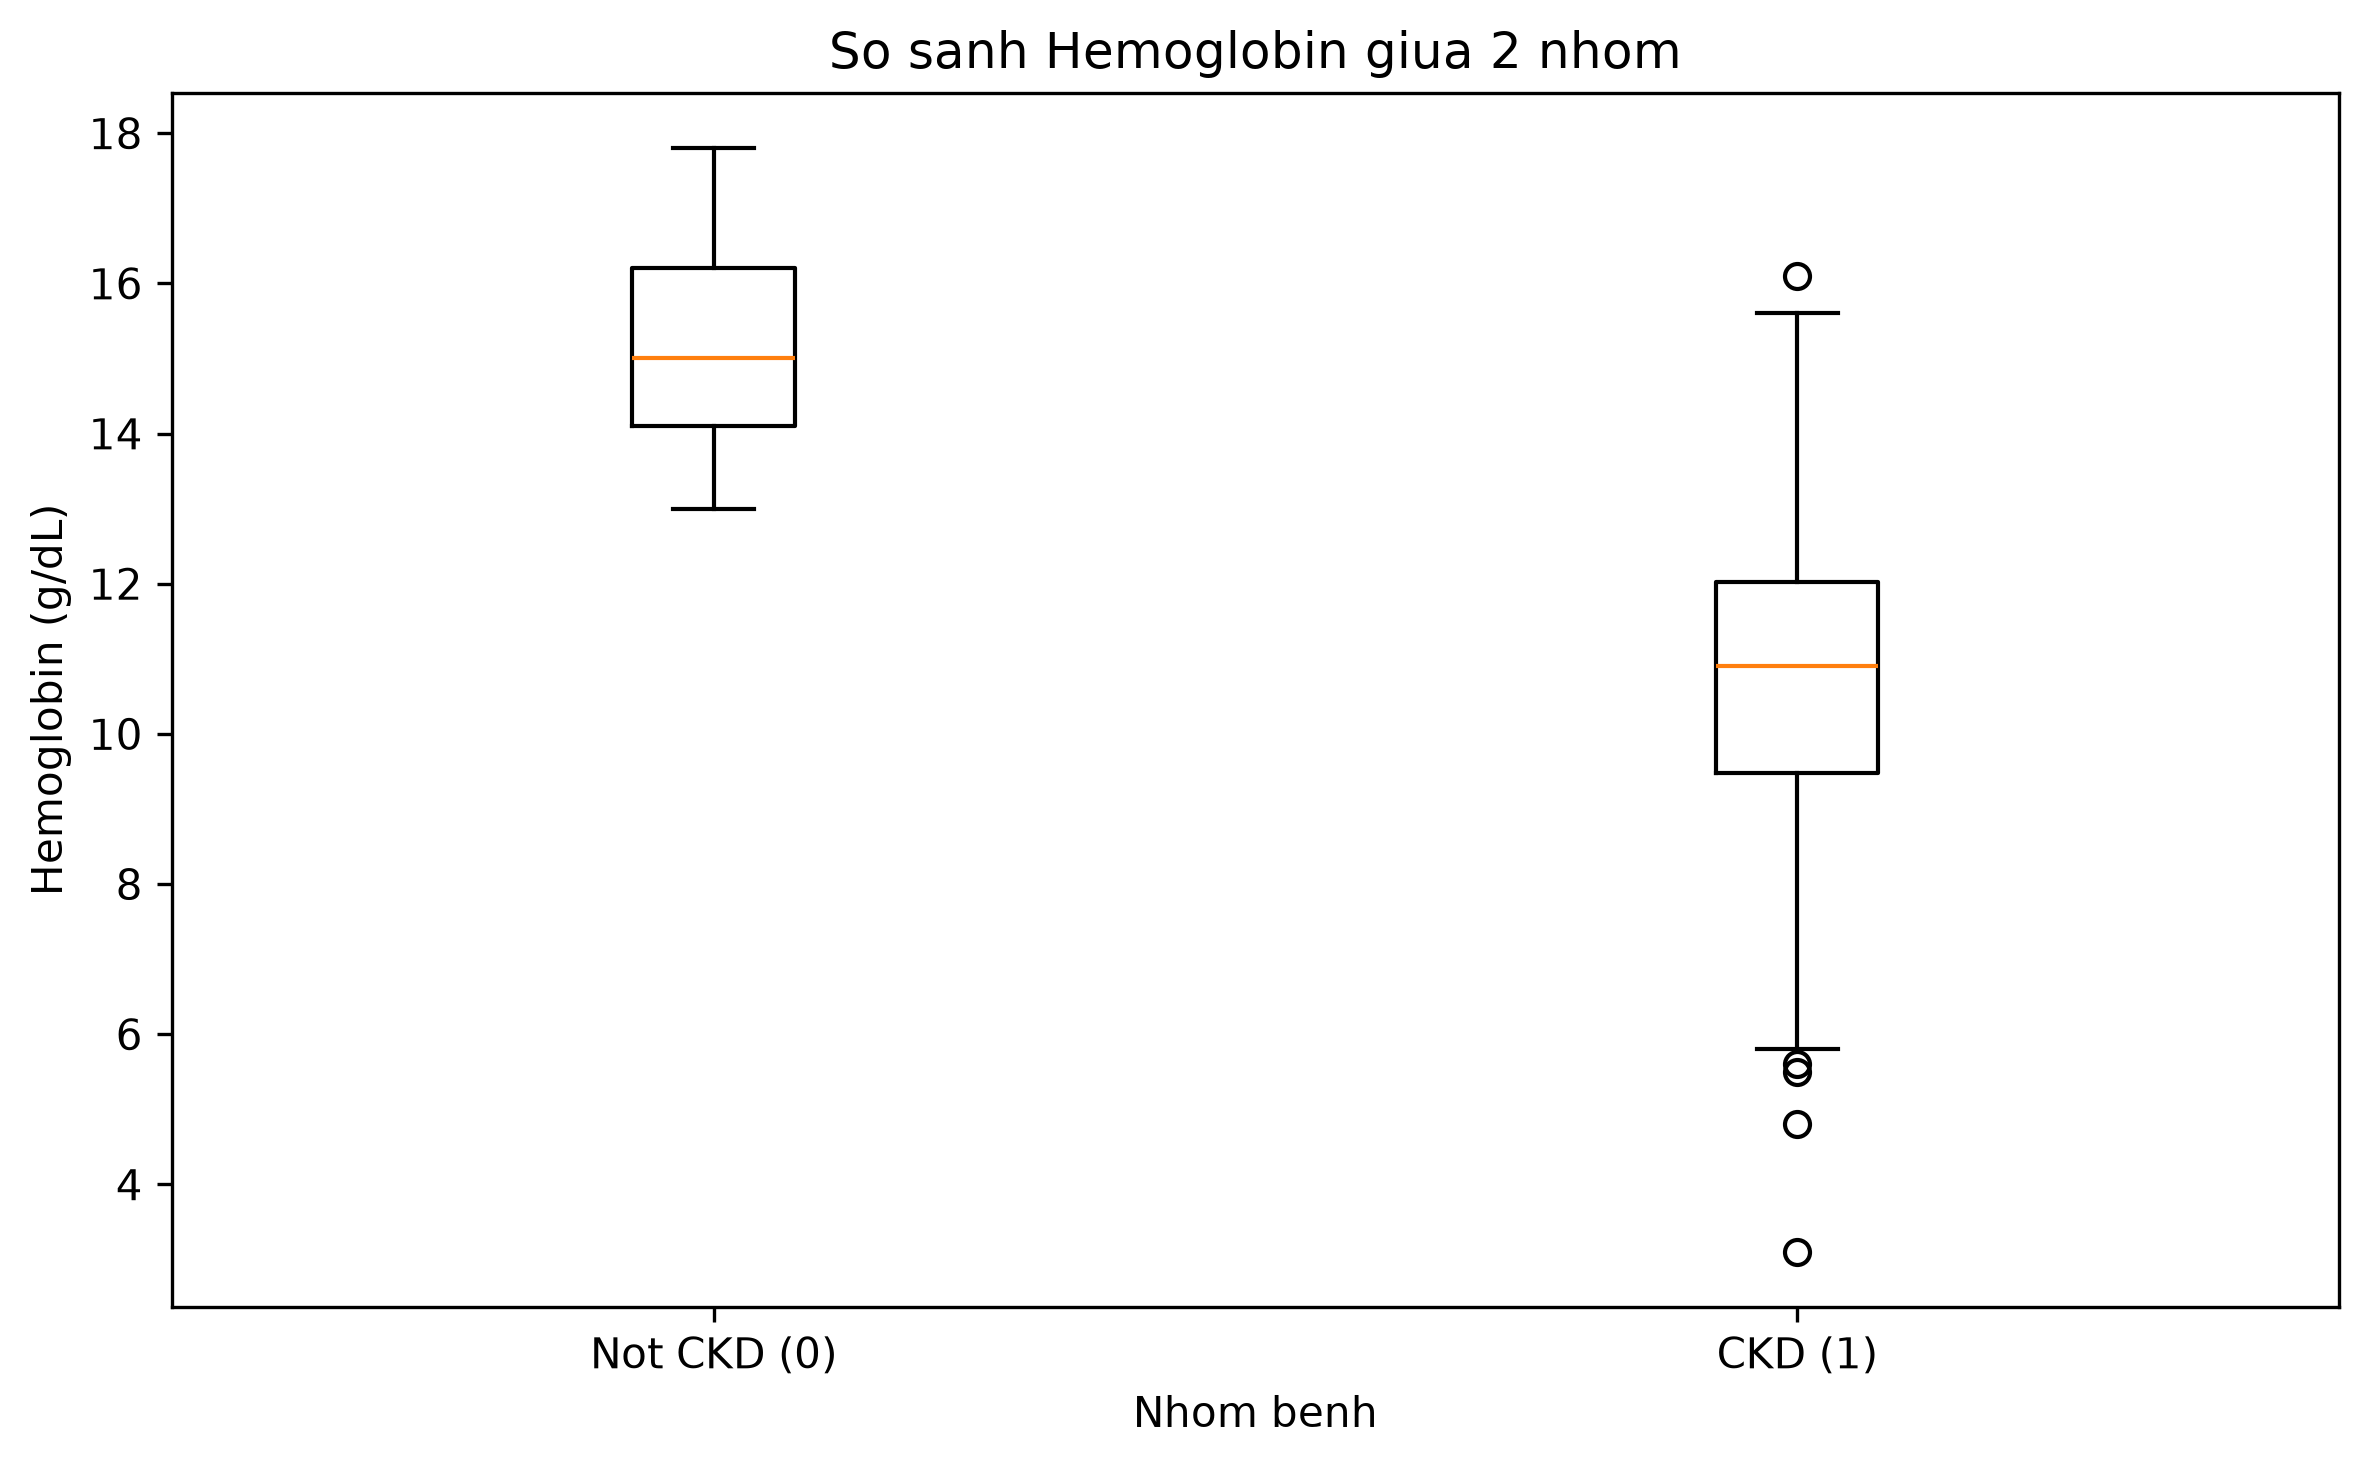 So sanh Hemoglobin giua 2 nhom
Hemoglobin (g/dL)
18
16
14
12
10
8
6
4
Not CKD (0)
CKD (1)
Nhom benh